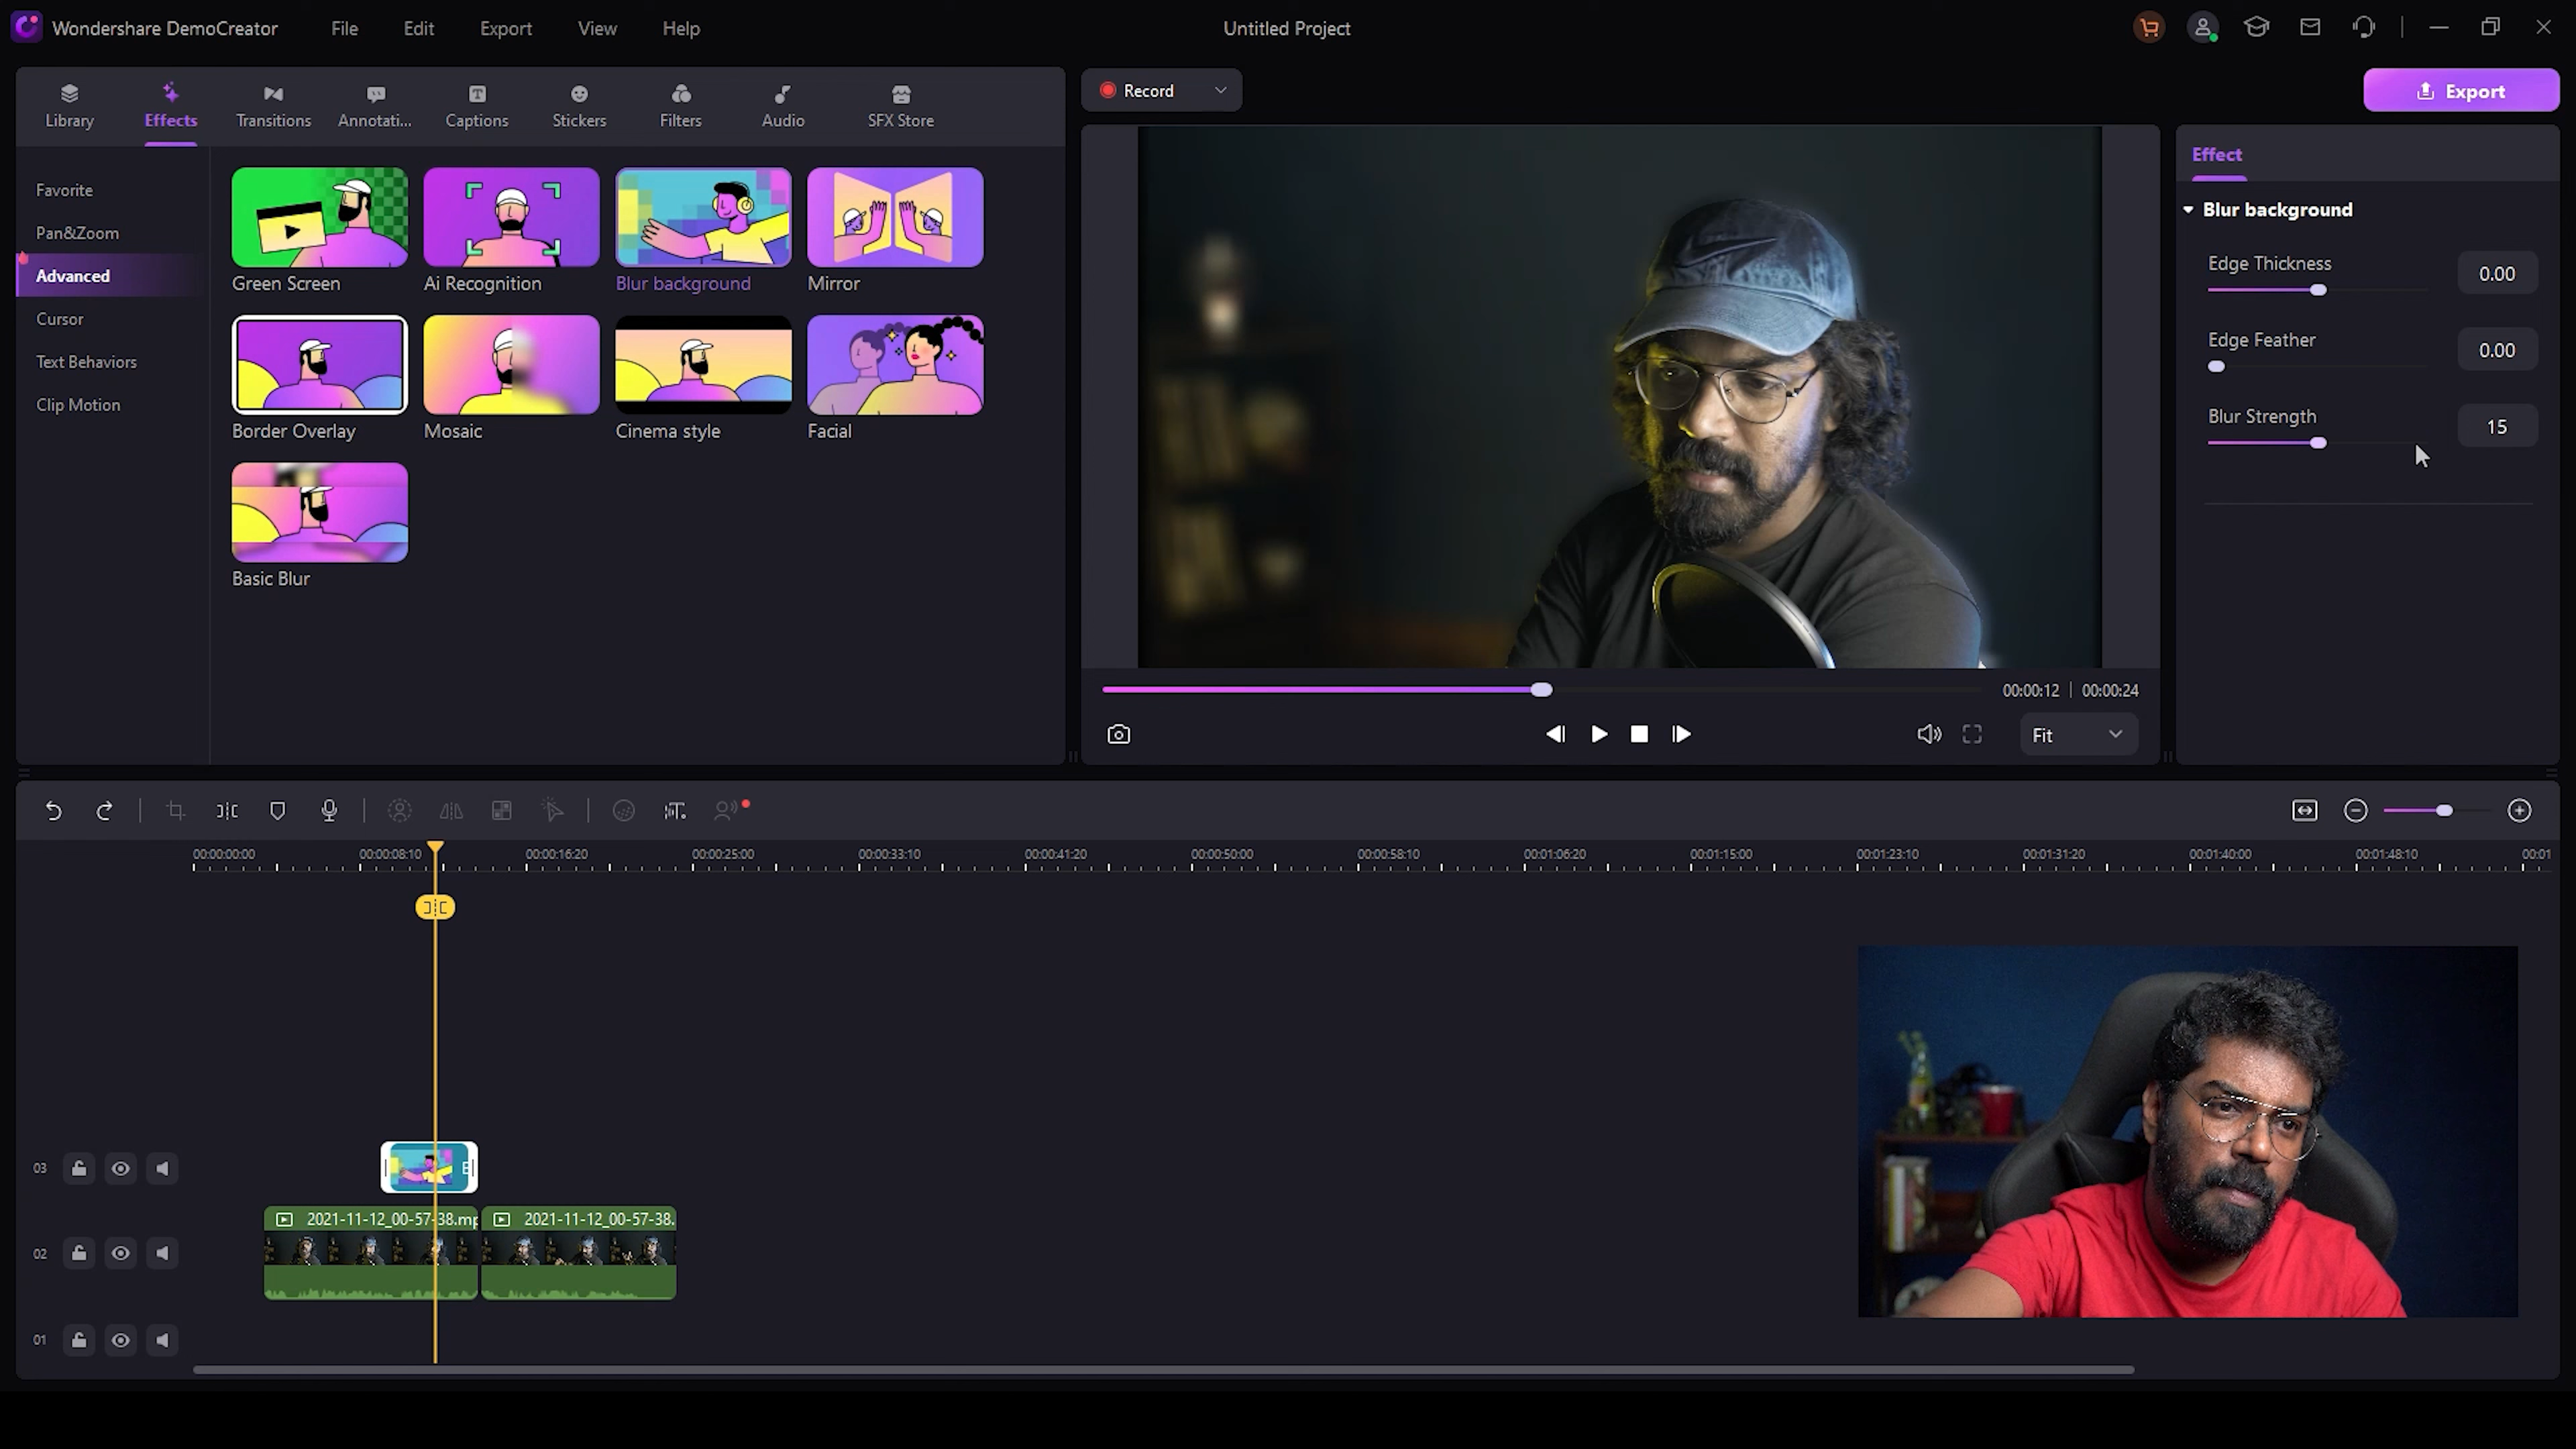 Wondershare DemoCreator File Edit Export View Help Untitled Project
Record Export
Library Effects Transitions Annotati... Captions Stickers Filters Audio SFX Store
Favorite
Pan&Zoom
Advanced
Cursor
Text Behaviors
Clip Motion
Green Screen Ai Recognition Blur background Mirror
Border Overlay Mosaic Cinema style Facial
Basic Blur
Effect
Blur background
Edge Thickness 0.00
Edge Feather 0.00
Blur Strength 15
00:00:12 | 00:00:24
Fit
00:00:00:00 00:00:08:10 00:00:16:20 00:00:25:00 00:00:33:10 00:00:41:20 00:00:50:00 00:00:58:10 00:01:06:20 00:01:15:00 00:01:23:10 00:01:31:20 00:01:40:00 00:01:48:10 00:01
03
2021-11-12_00-57-38.mp 2021-11-12_00-57-38.
02
01